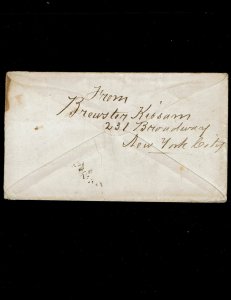 From
Brewster Kissam
231 Broadway
New York City